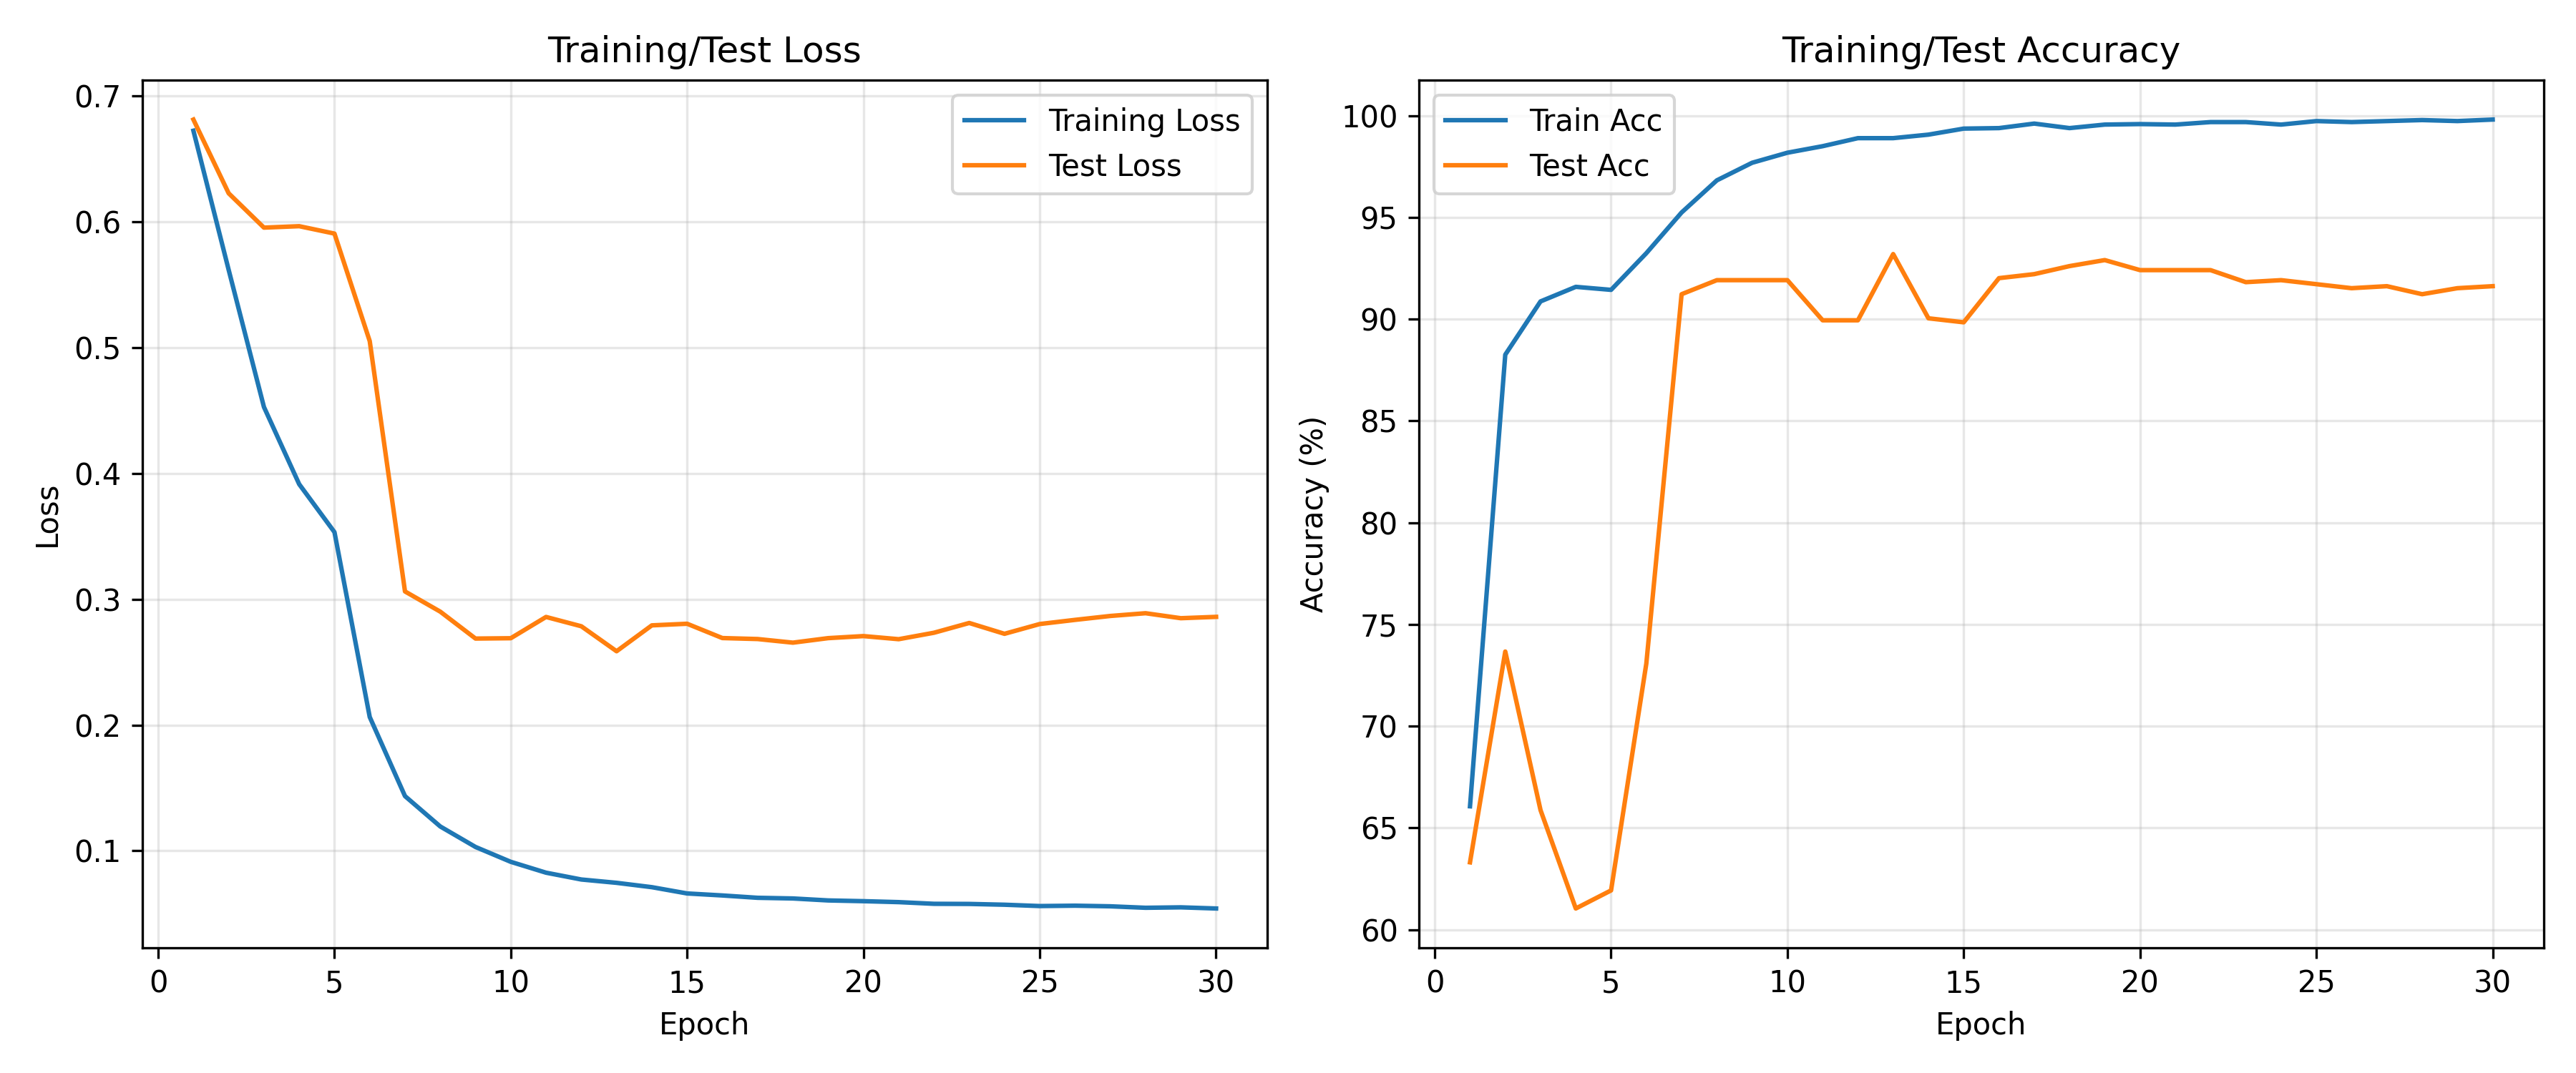 Training/Test Loss
Training Loss
Test Loss
0.7
0.6
0.5
0.4
0.3
0.2
0.1
Loss
0 5 10 15 20 25 30
Epoch
Training/Test Accuracy
Train Acc
Test Acc
100
95
90
85
80
75
70
65
60
Accuracy (%)
0 5 10 15 20 25 30
Epoch